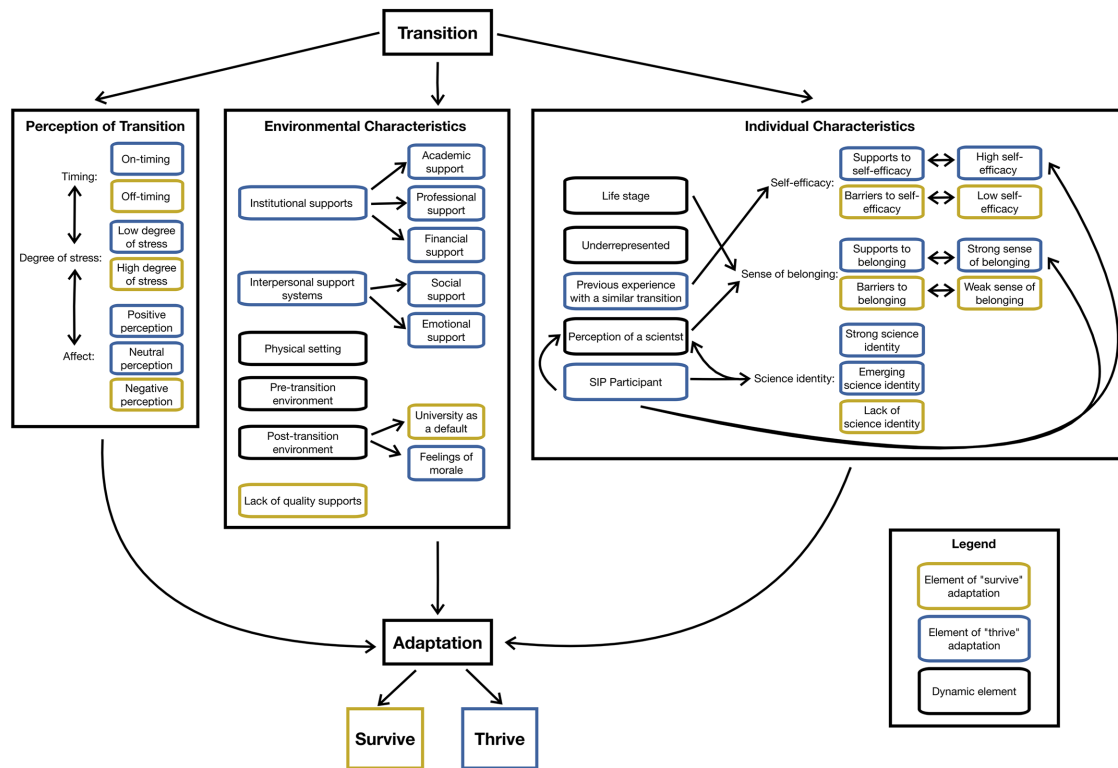 Transition
Perception of Transition
Timing:
On-timing
Off-timing
Degree of stress:
Low degree
of stress
High degree
of stress
Affect:
Positive
perception
Neutral
perception
Negative
perception
Environmental Characteristics
Institutional supports
Academic
support
Professional
support
Financial
support
Interpersonal support
systems
Social
support
Emotional
support
Physical setting
Pre-transition
environment
Post-transition
environment
University as
a default
Feelings of
morale
Lack of quality supports
Individual Characteristics
Life stage
Underrepresented
Previous experience
with a similar transition
Perception of a scientst
SIP Participant
Self-efficacy:
Supports to
self-efficacy
High self-
efficacy
Barriers to self-
efficacy
Low self-
efficacy
Sense of belonging:
Supports to
belonging
Strong sense
of belonging
Barriers to
belonging
Weak sense of
belonging
Science identity:
Strong science
identity
Emerging
science identity
Lack of
science identity
Adaptation
Survive
Thrive
Legend
Element of "survive"
adaptation
Element of "thrive"
adaptation
Dynamic element